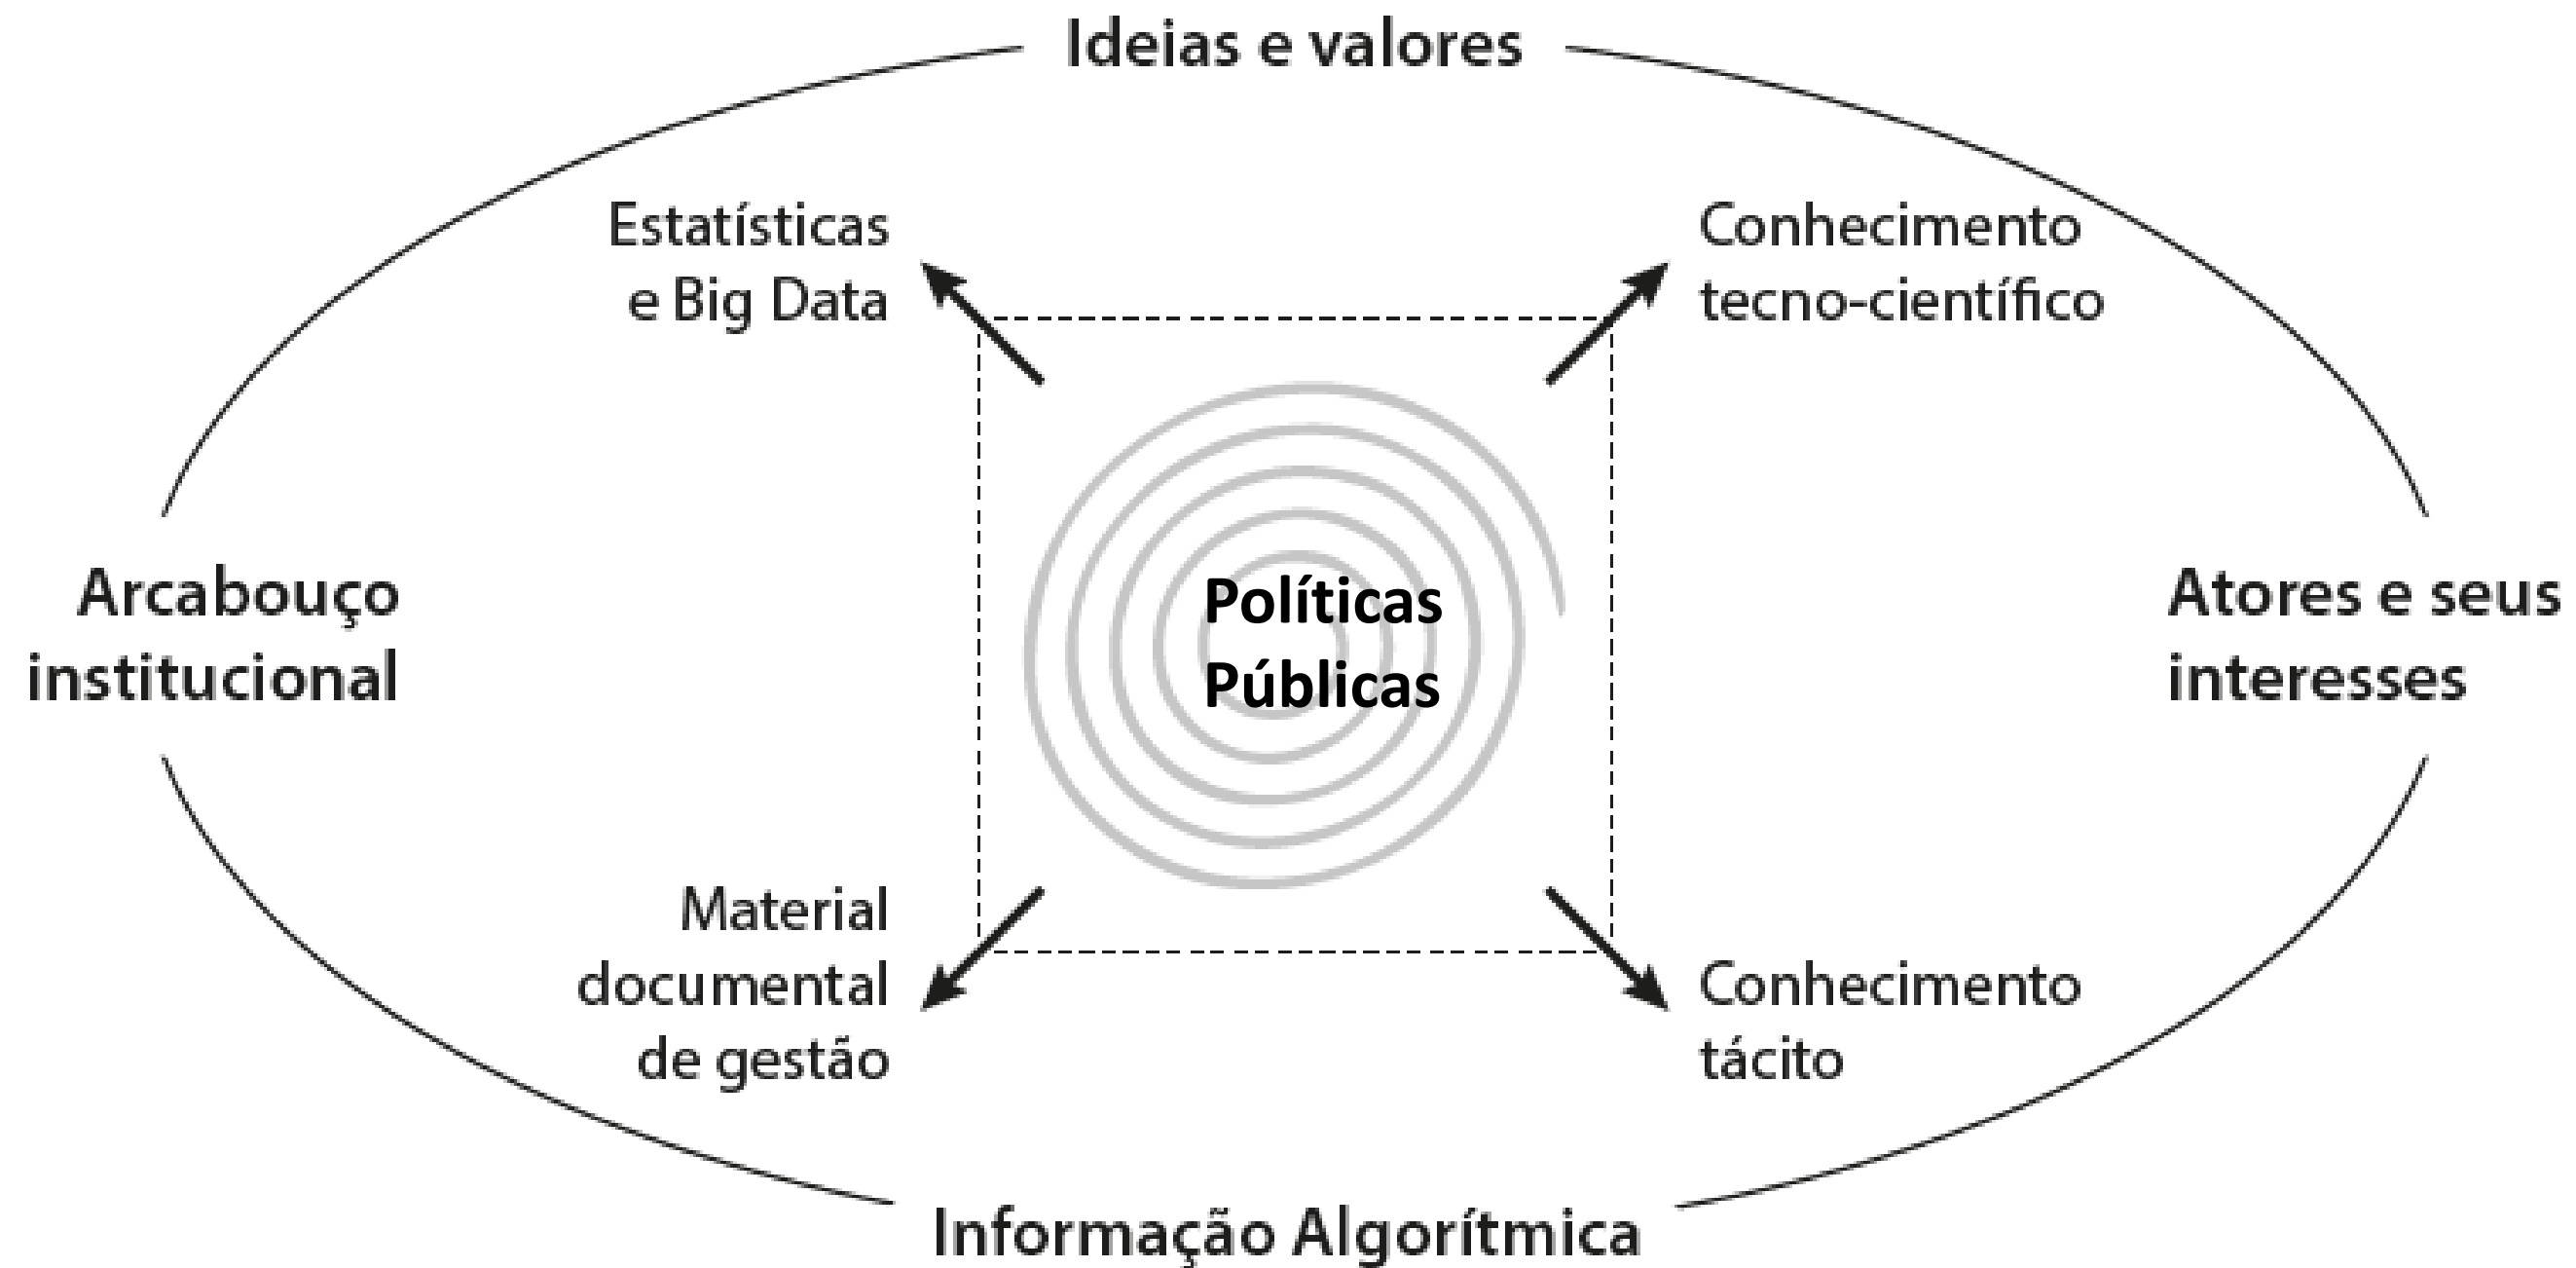 Ideias e valores
Estatísticas
e Big Data
Conhecimento
tecno-científico
Arcabouço
institucional
Políticas
Públicas
Atores e seus
interesses
Material
documental
de gestão
Conhecimento
tácito
Informação Algorítmica